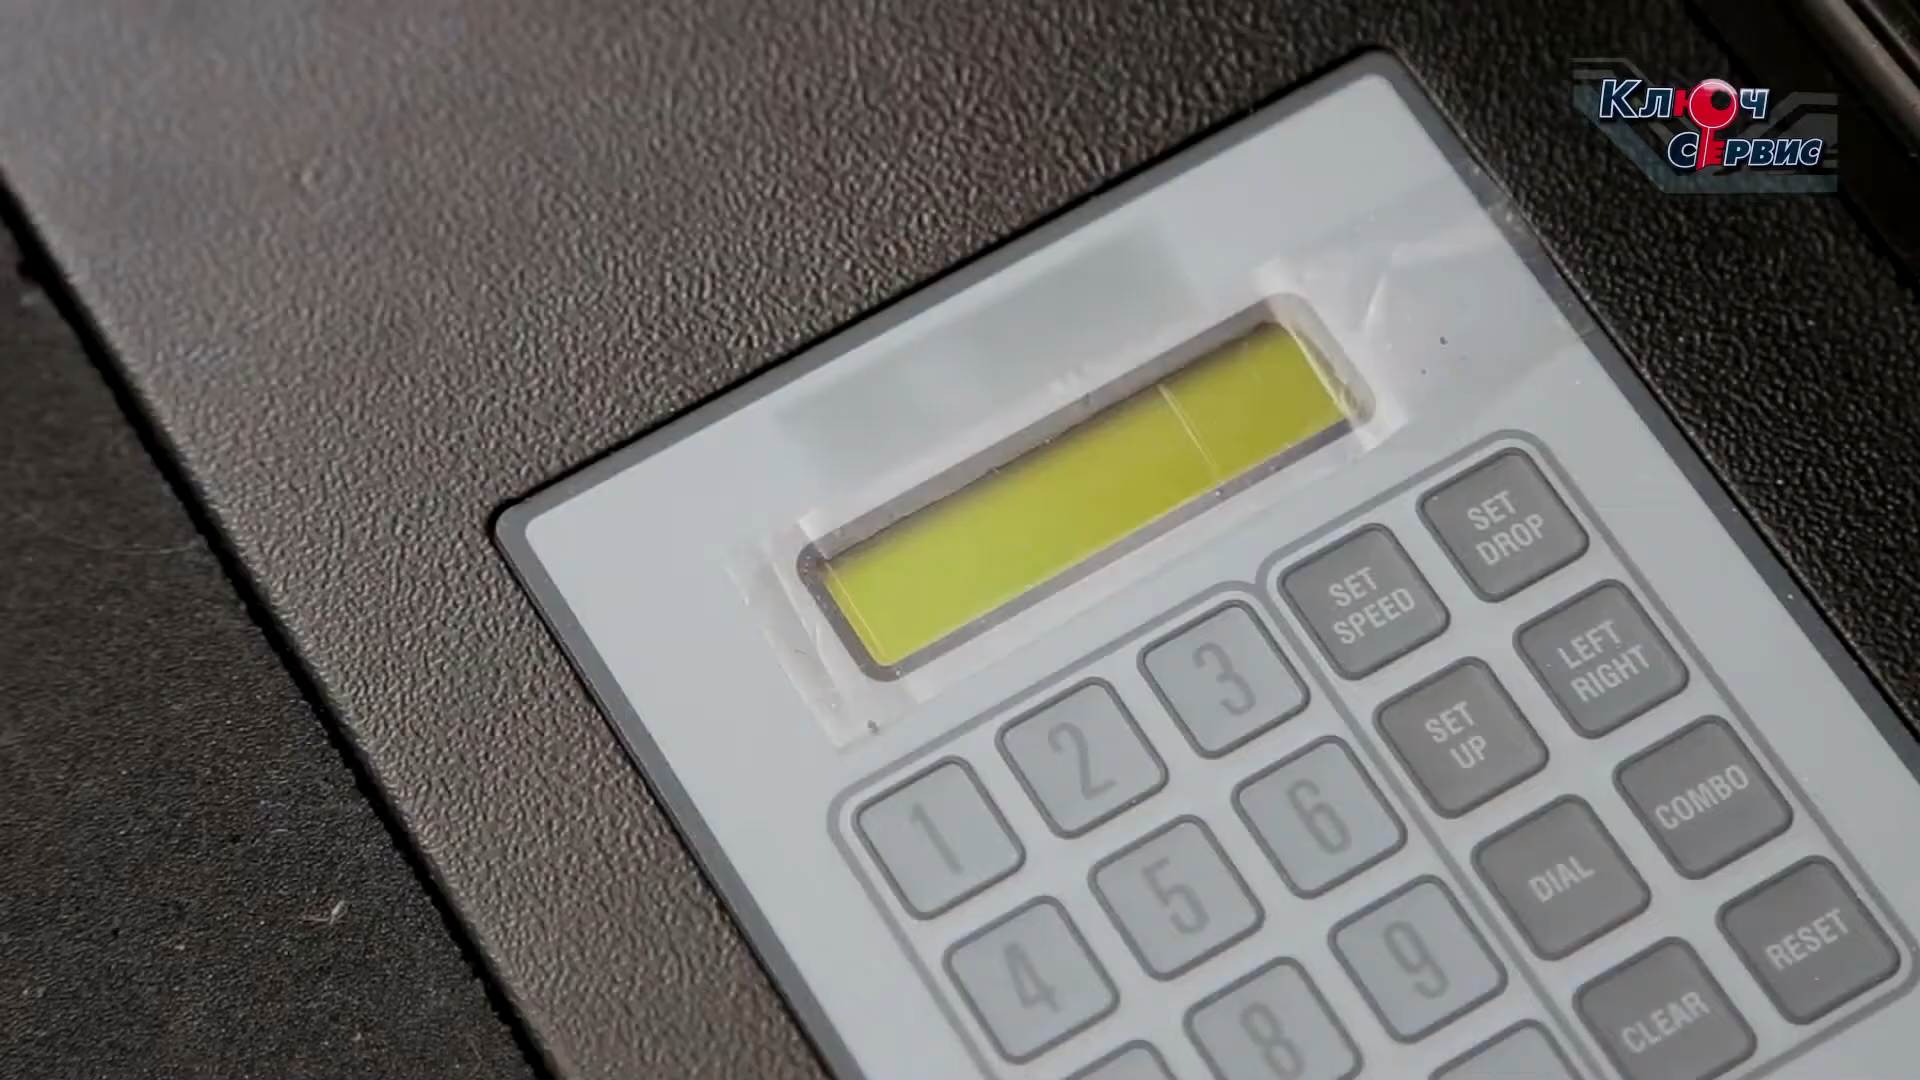 Ключ
Сервис
SET
DROP
SET
SPEED
LEFT
RIGHT
SET
UP
COMBO
DIAL
RESET
CLEAR
1
2
3
4
5
6
8
9